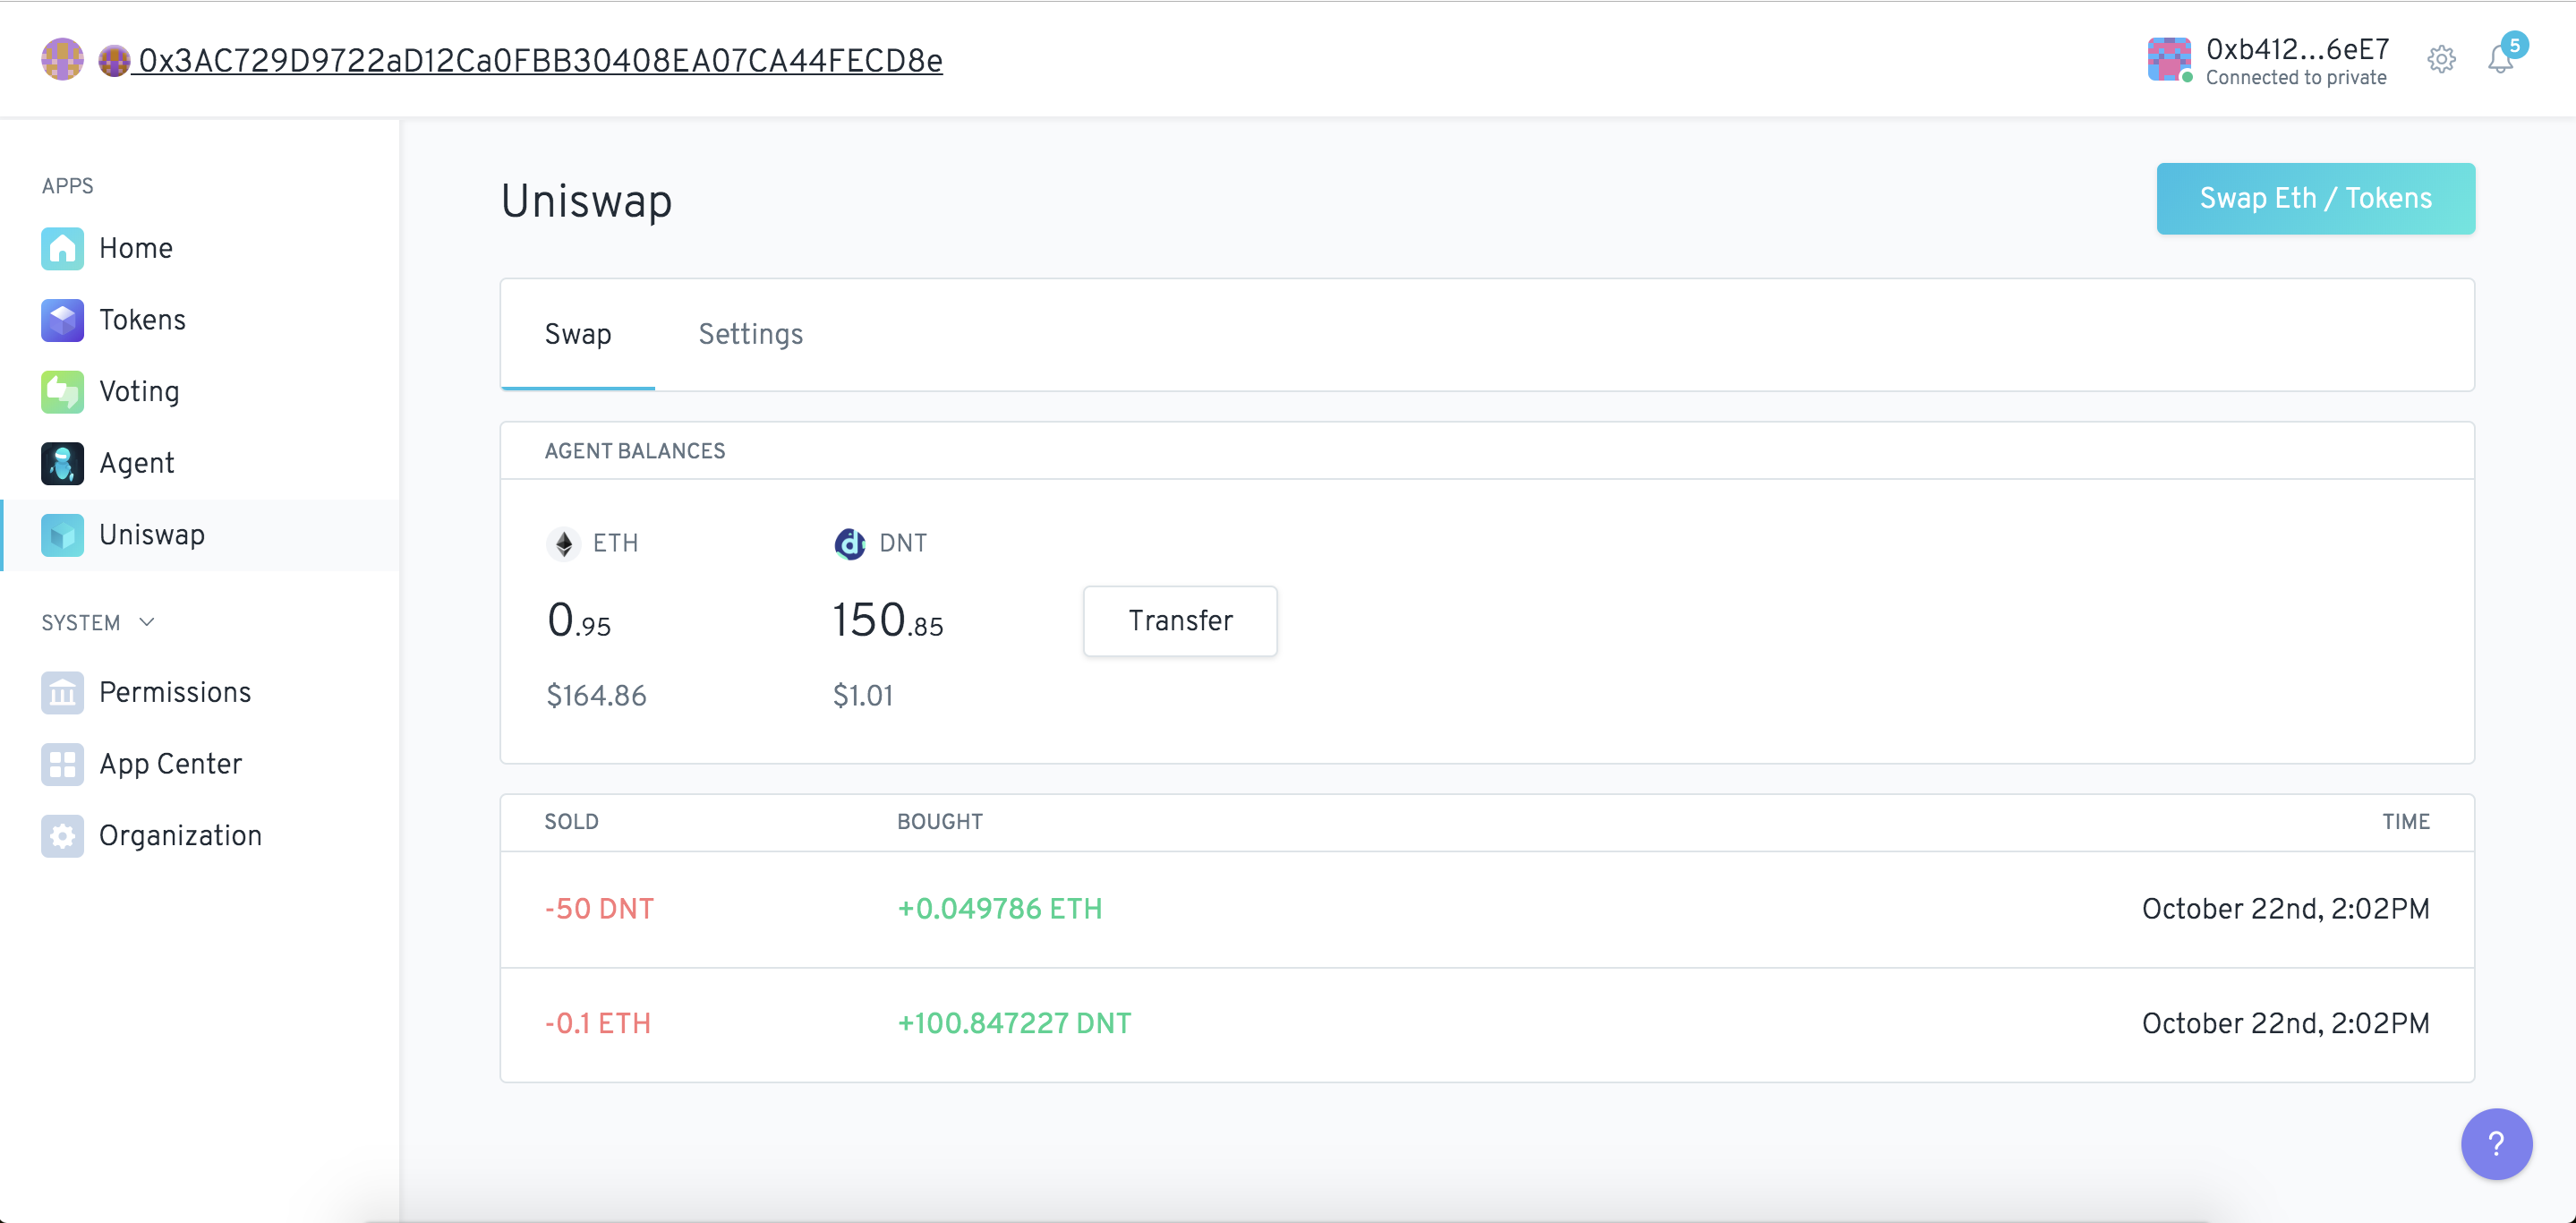 0x3AC729D9722aD12Ca0FBB30408EA07CA44FECD8e
0xb412...6eE7
Connected to private
5
APPS
Home
Tokens
Voting
Agent
Uniswap
SYSTEM
Permissions
App Center
Organization
Uniswap
Swap Eth / Tokens
Swap Settings
AGENT BALANCES
ETH DNT
0.95 150.85 Transfer
$164.86 $1.01
SOLD BOUGHT TIME
-50 DNT +0.049786 ETH October 22nd, 2:02PM
-0.1 ETH +100.847227 DNT October 22nd, 2:02PM
?